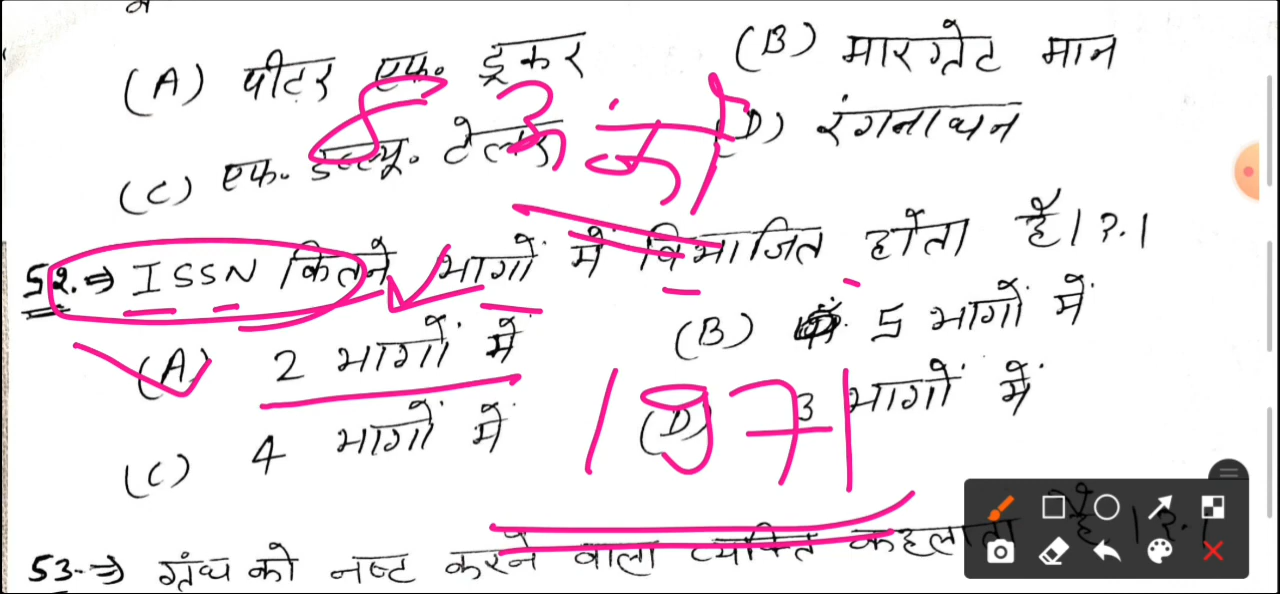 (A) पीटर एफ. ड्रकर (B) मारग्रेट मान
8 अंकों
(C) एफ. डब्ल्यू. टेलर (D) रंगनाथन
52.⇒ ISSN कितने भागों में विभाजित होता है।?.।
(A) 2 भागों में (B) 5 भागों में
(C) 4 भागों में (D) 3 भागों में
1971
53.⇒ ग्रंथ को नष्ट करने वाला व्यक्ति कहलाता है।?.।